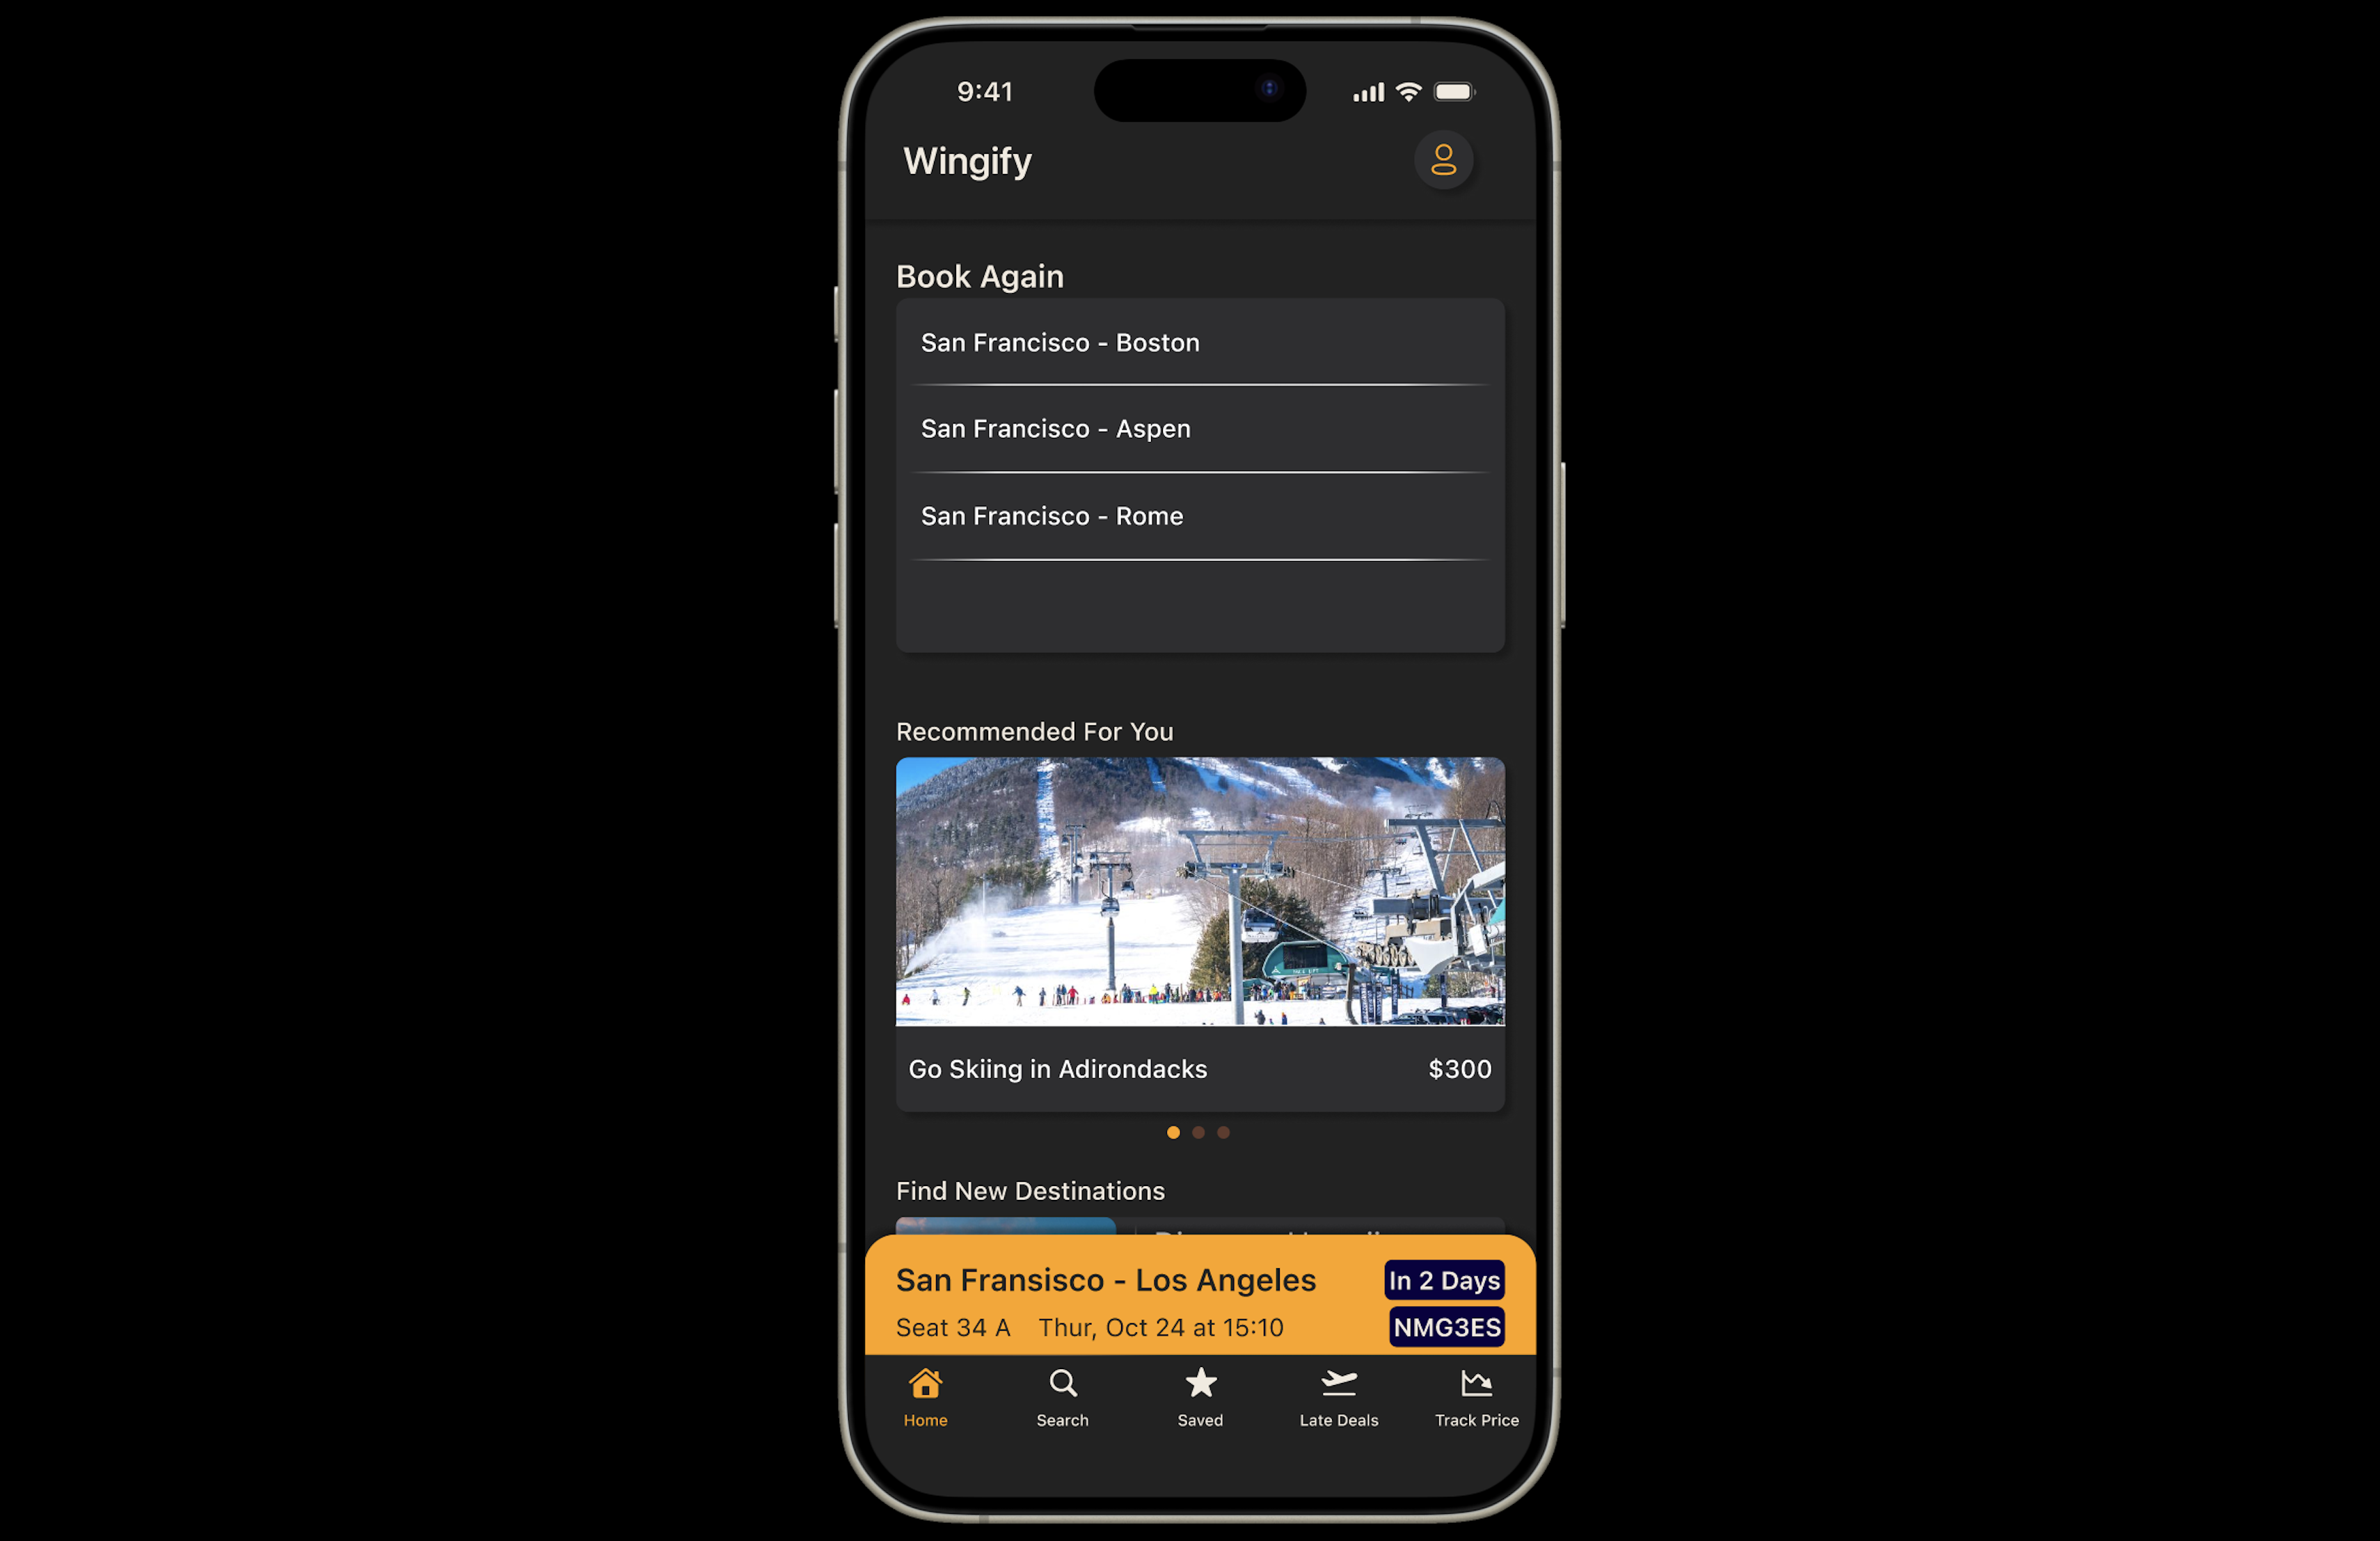 9:41
Wingify
Book Again
San Francisco - Boston
San Francisco - Aspen
San Francisco - Rome
Recommended For You
Go Skiing in Adirondacks $300
Find New Destinations
San Fransisco - Los Angeles In 2 Days
Seat 34 A Thur, Oct 24 at 15:10 NMG3ES
Home Search Saved Late Deals Track Price